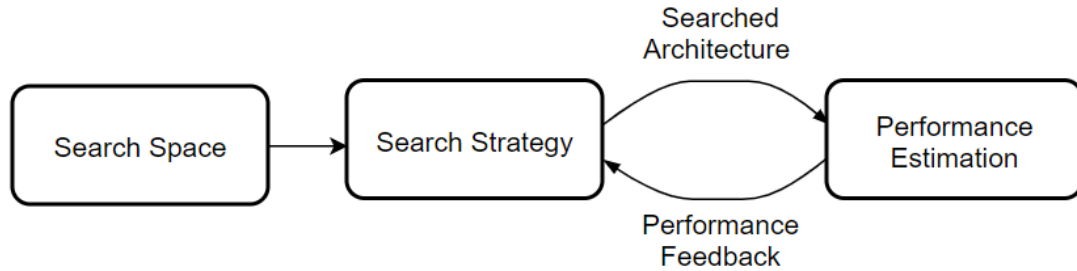 Searched
Architecture
Search Space
Search Strategy
Performance
Estimation
Performance
Feedback